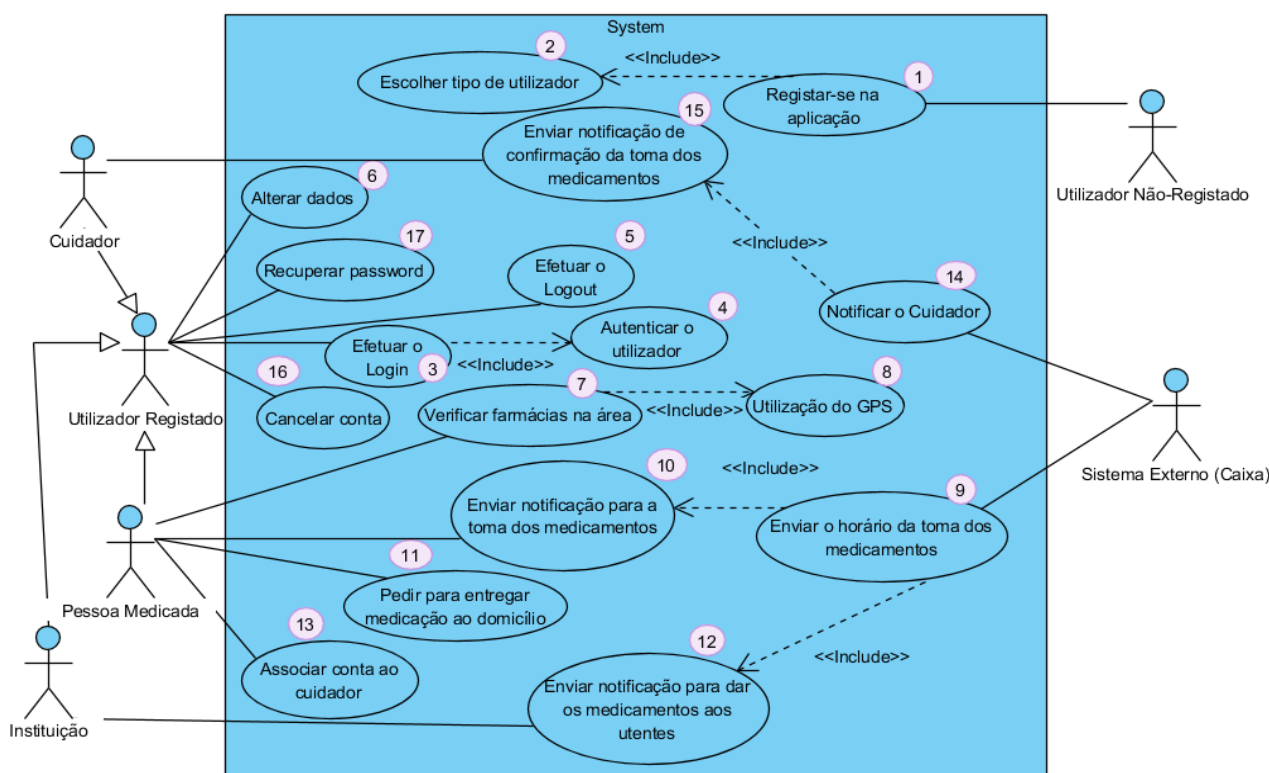 System
2
<<Include>>
1
Escolher tipo de utilizador
Registar-se na
aplicação
15
Enviar notificação de
confirmação da toma dos
medicamentos
Utilizador Não-Registado
Cuidador
6
Alterar dados
17
Recuperar password
5
Efetuar o
Logout
<<Include>>
14
Notificar o Cuidador
4
Autenticar o
utilizador
Efetuar o
Login
3
<<Include>>
Utilizador Registado
16
Cancelar conta
7
Verificar farmácias na área
<<Include>>
8
Utilização do GPS
Sistema Externo (Caixa)
10
Enviar notificação para a
toma dos medicamentos
<<Include>>
9
Enviar o horário da toma dos
medicamentos
Pessoa Medicada
11
Pedir para entregar
medicação ao domicílio
13
Associar conta ao
cuidador
12
<<Include>>
Enviar notificação para dar
os medicamentos aos
utentes
Instituição